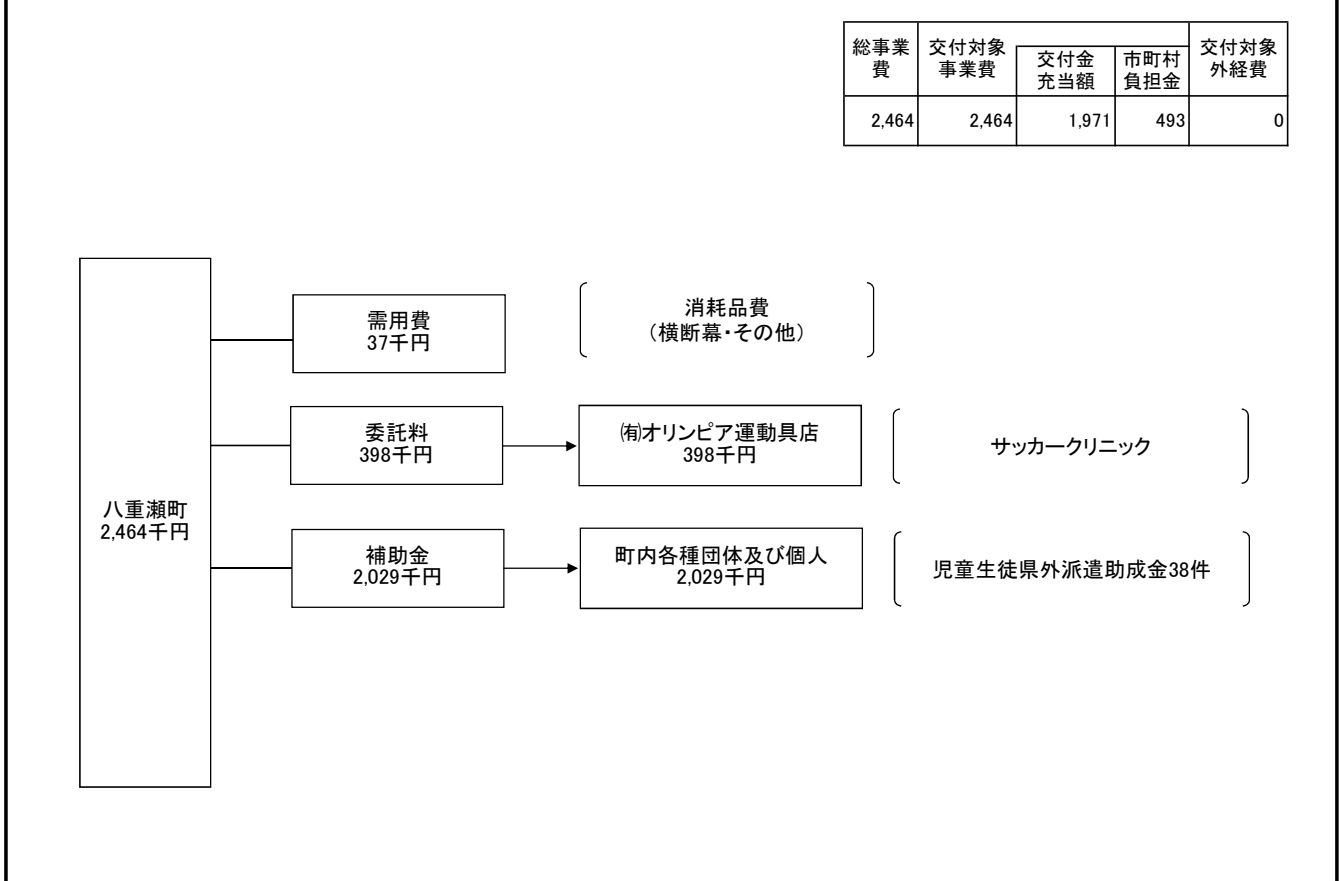 総事業
費
交付対象
事業費
交付金
充当額
市町村
負担金
交付対象
外経費
2,464
2,464
1,971
493
0
八重瀬町
2,464千円
需用費
37千円
消耗品費
（横断幕・その他）
委託料
398千円
㈲オリンピア運動具店
398千円
サッカークリニック
補助金
2,029千円
町内各種団体及び個人
2,029千円
児童生徒県外派遣助成金38件